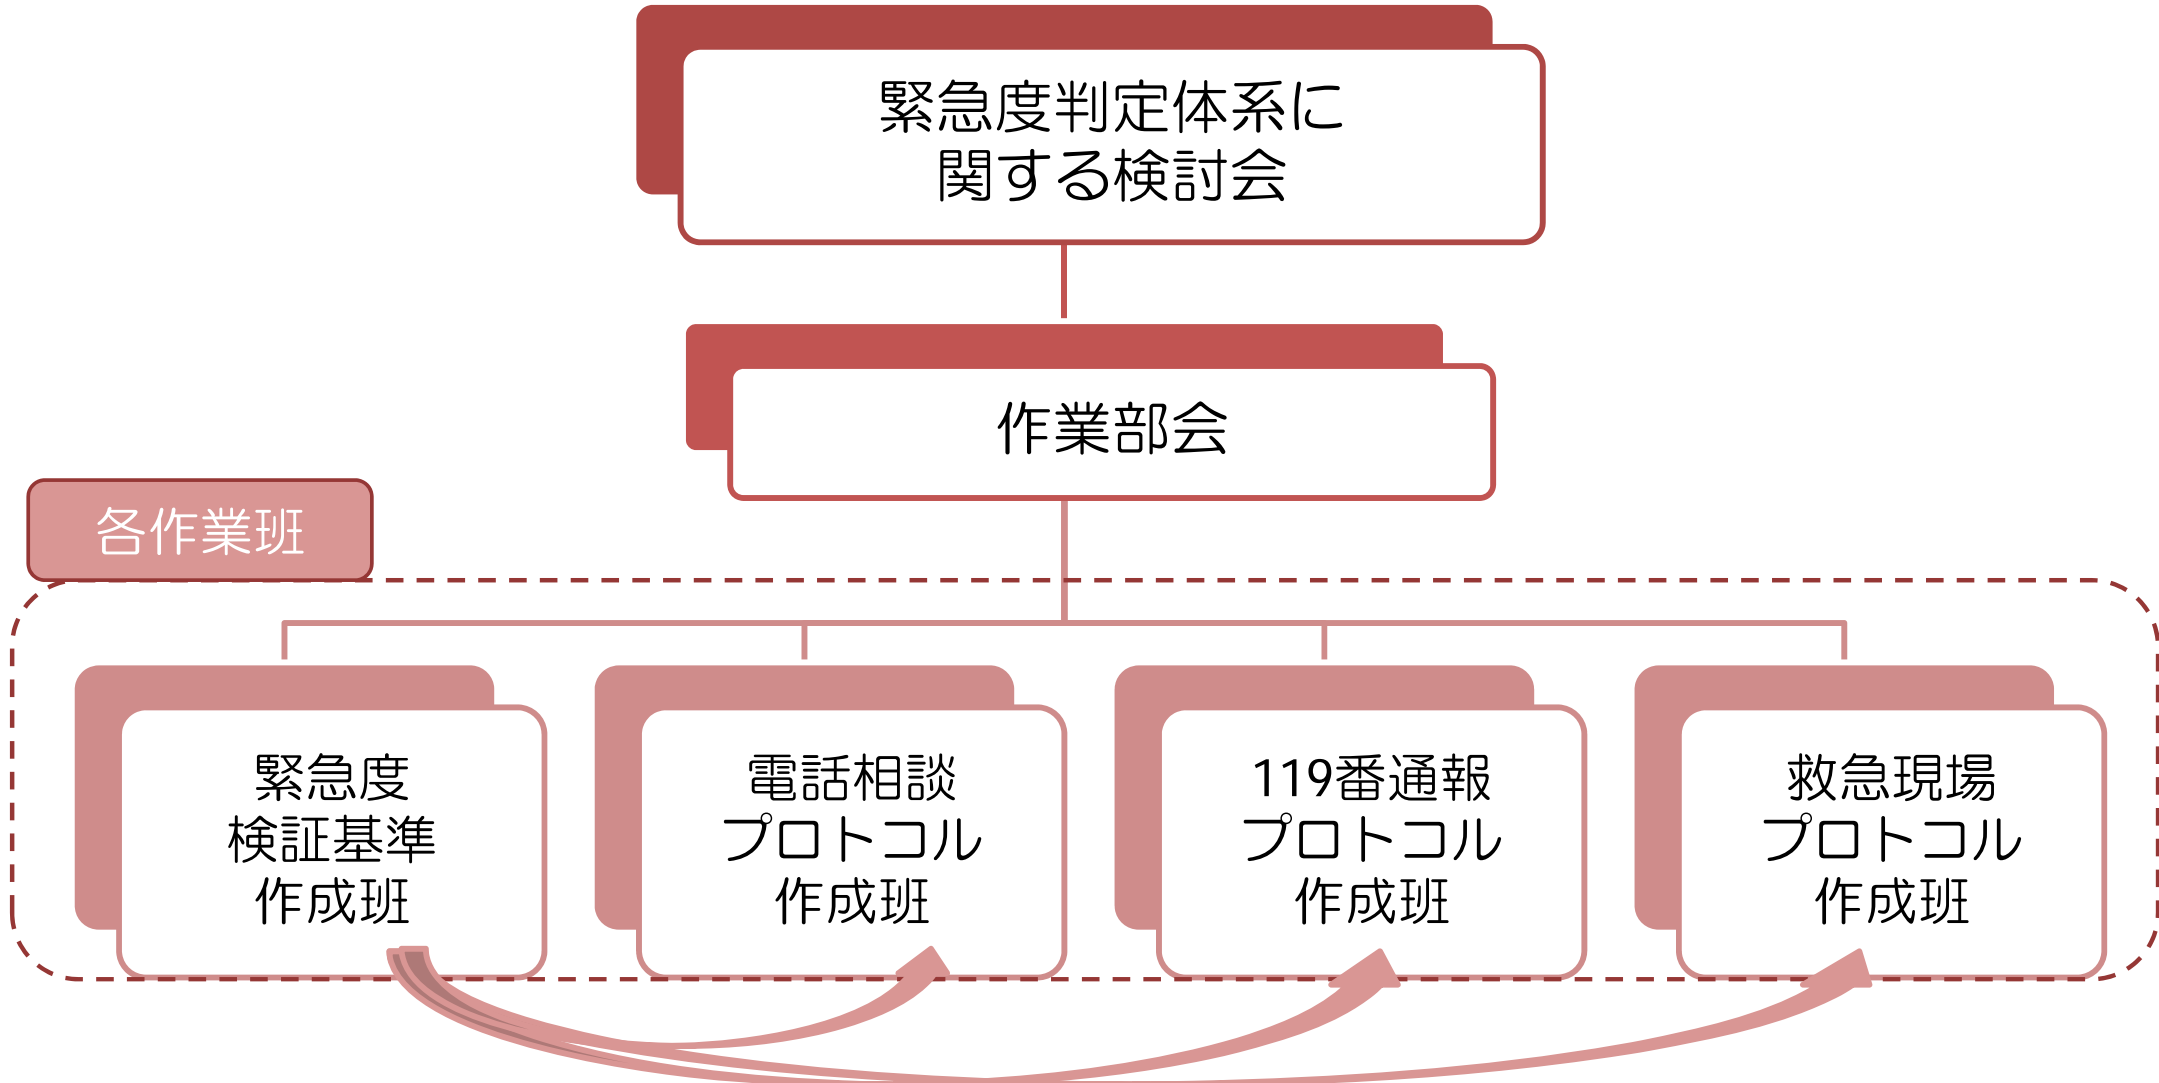 緊急度判定体系に
関する検討会
作業部会
各作業班
緊急度
検証基準
作成班
電話相談
プロトコル
作成班
119番通報
プロトコル
作成班
救急現場
プロトコル
作成班